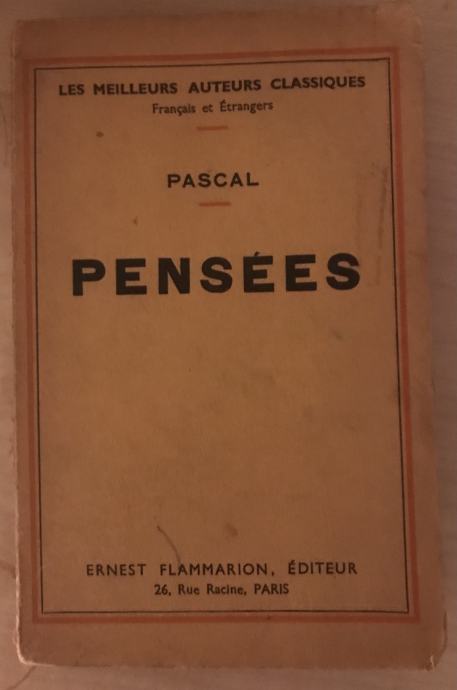 LES MEILLEURS AUTEURS CLASSIQUES
Français et Étrangers
PASCAL
PENSÉES
ERNEST FLAMMARION, ÉDITEUR
26, Rue Racine, PARIS